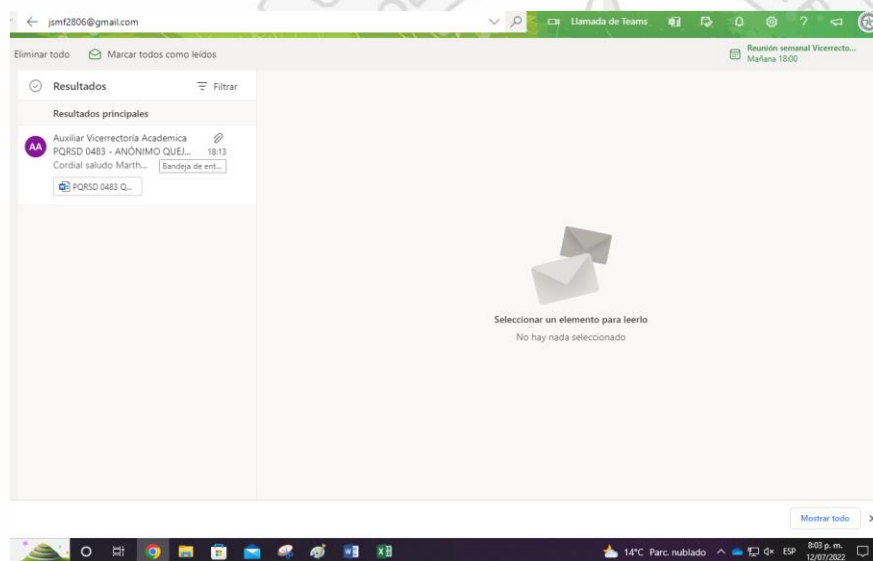 jsmf2806@gmail.com
Llamada de Teams
Eliminar todo
Marcar todos como leídos
Reunión semanal Vicerrecto...
Mañana 18:00
Resultados
Filtrar
Resultados principales
AA
Auxiliar Vicerrectoría Academica
PQRSD 0483 - ANÓNIMO QUEJ...
18:13
Cordial saludo Marth...
Bandeja de ent...
PQRSD 0483 Q...
Seleccionar un elemento para leerlo
No hay nada seleccionado
Mostrar todo
14°C Parc. nublado
ESP
8:03 p. m.
12/07/2022